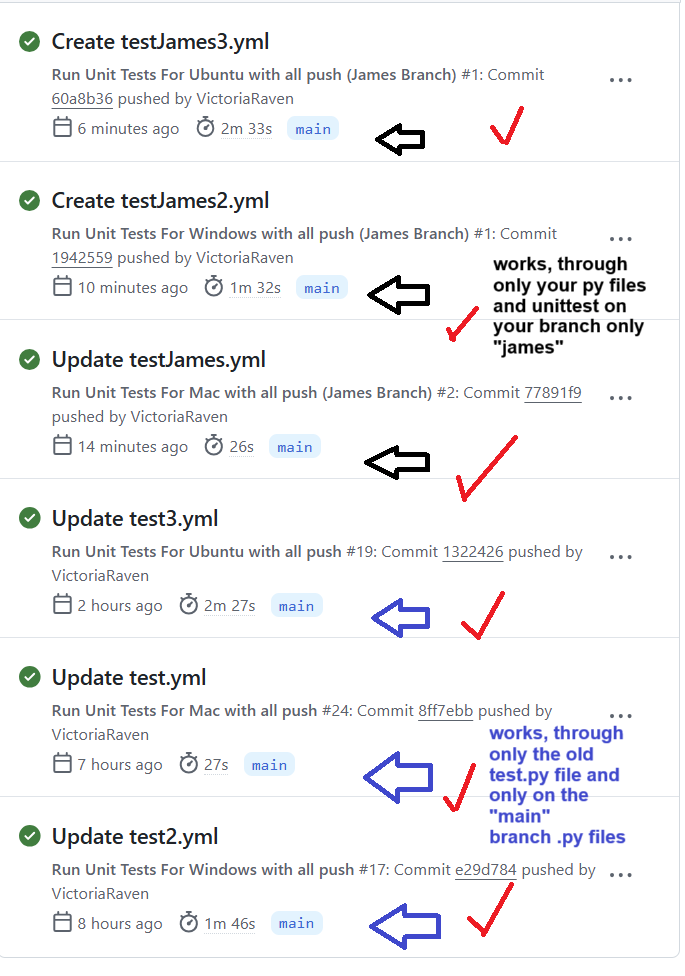 Create testJames3.yml
Run Unit Tests For Ubuntu with all push (James Branch) #1: Commit
60a8b36 pushed by VictoriaRaven
6 minutes ago 2m 33s main
Create testJames2.yml
Run Unit Tests For Windows with all push (James Branch) #1: Commit
1942559 pushed by VictoriaRaven
10 minutes ago 1m 32s main
works, through
only your py files
and unittest on
your branch only
"james"
Update testJames.yml
Run Unit Tests For Mac with all push (James Branch) #2: Commit 77891f9
pushed by VictoriaRaven
14 minutes ago 26s main
Update test3.yml
Run Unit Tests For Ubuntu with all push #19: Commit 1322426 pushed by
VictoriaRaven
2 hours ago 2m 27s main
Update test.yml
Run Unit Tests For Mac with all push #24: Commit 8ff7ebb pushed by
VictoriaRaven
7 hours ago 27s main
works, through
only the old
test.py file and
only on the
"main"
branch .py files
Update test2.yml
Run Unit Tests For Windows with all push #17: Commit e29d784 pushed by
VictoriaRaven
8 hours ago 1m 46s main